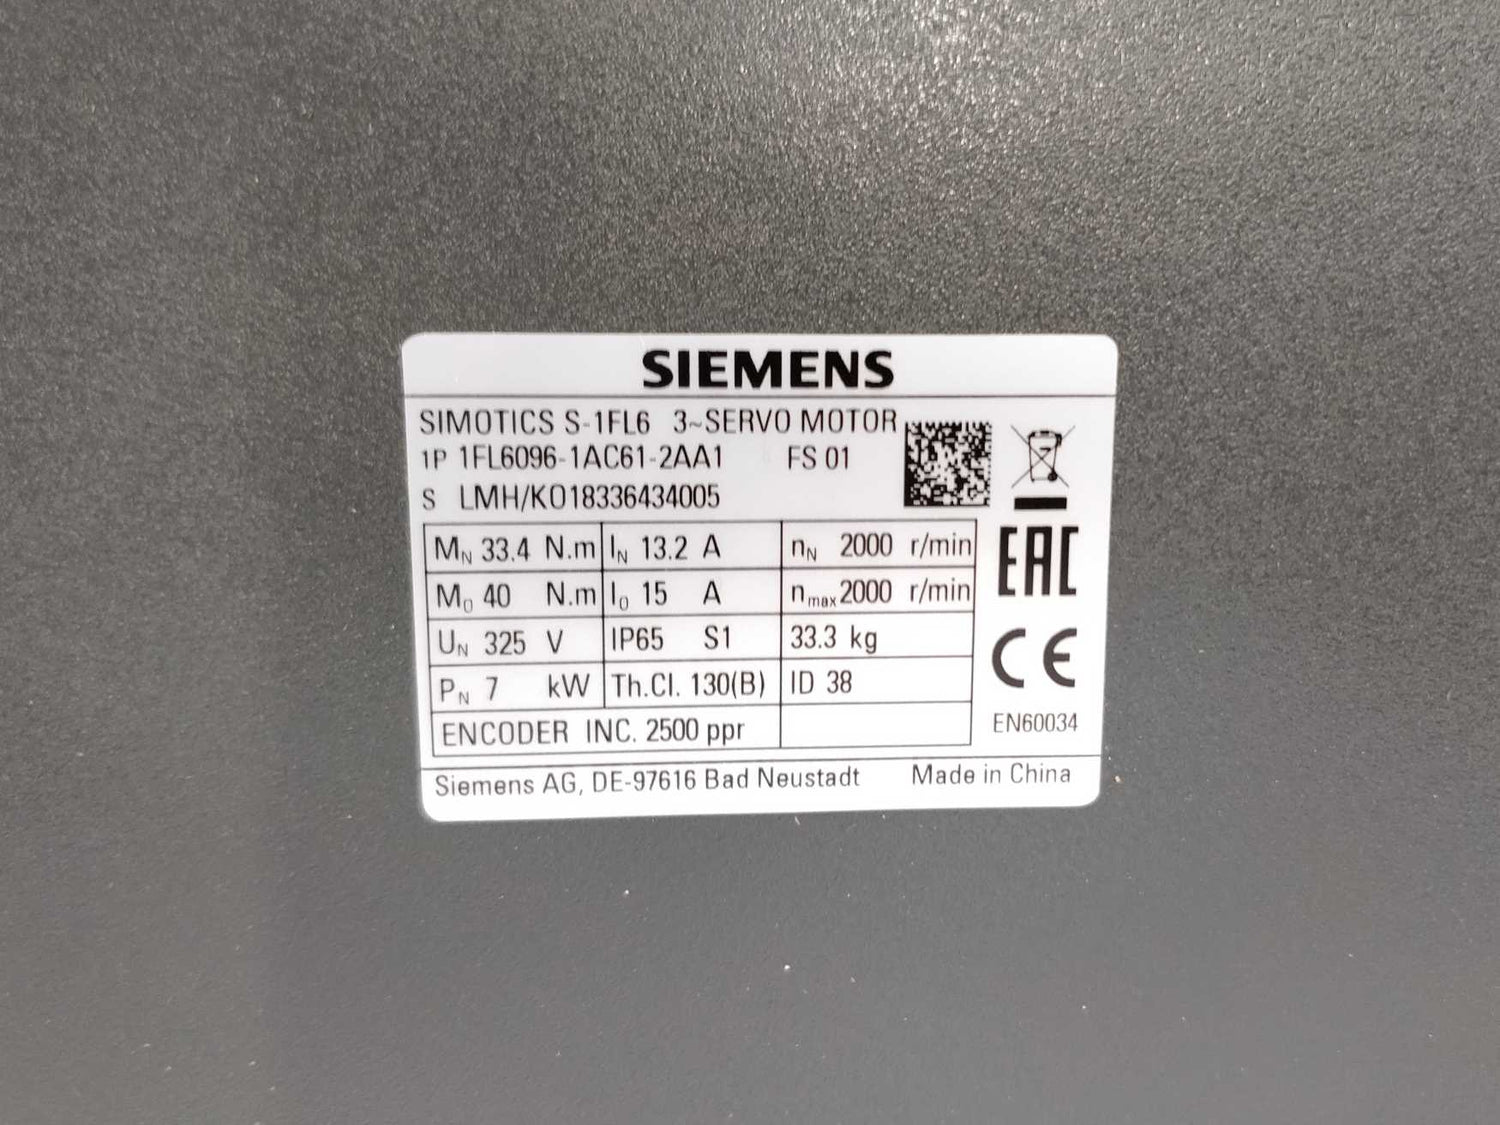 SIEMENS
SIMOTICS S-1FL6 3~SERVO MOTOR
1P 1FL6096-1AC61-2AA1 FS 01
S LMH/K018336434005
MN 33.4 N.m IN 13.2 A nN 2000 r/min
M0 40 N.m I0 15 A nmax 2000 r/min
UN 325 V IP65 S1 33.3 kg
PN 7 kW Th.Cl. 130(B) ID 38
ENCODER INC. 2500 ppr
EAC
CE
EN60034
Siemens AG, DE-97616 Bad Neustadt Made in China